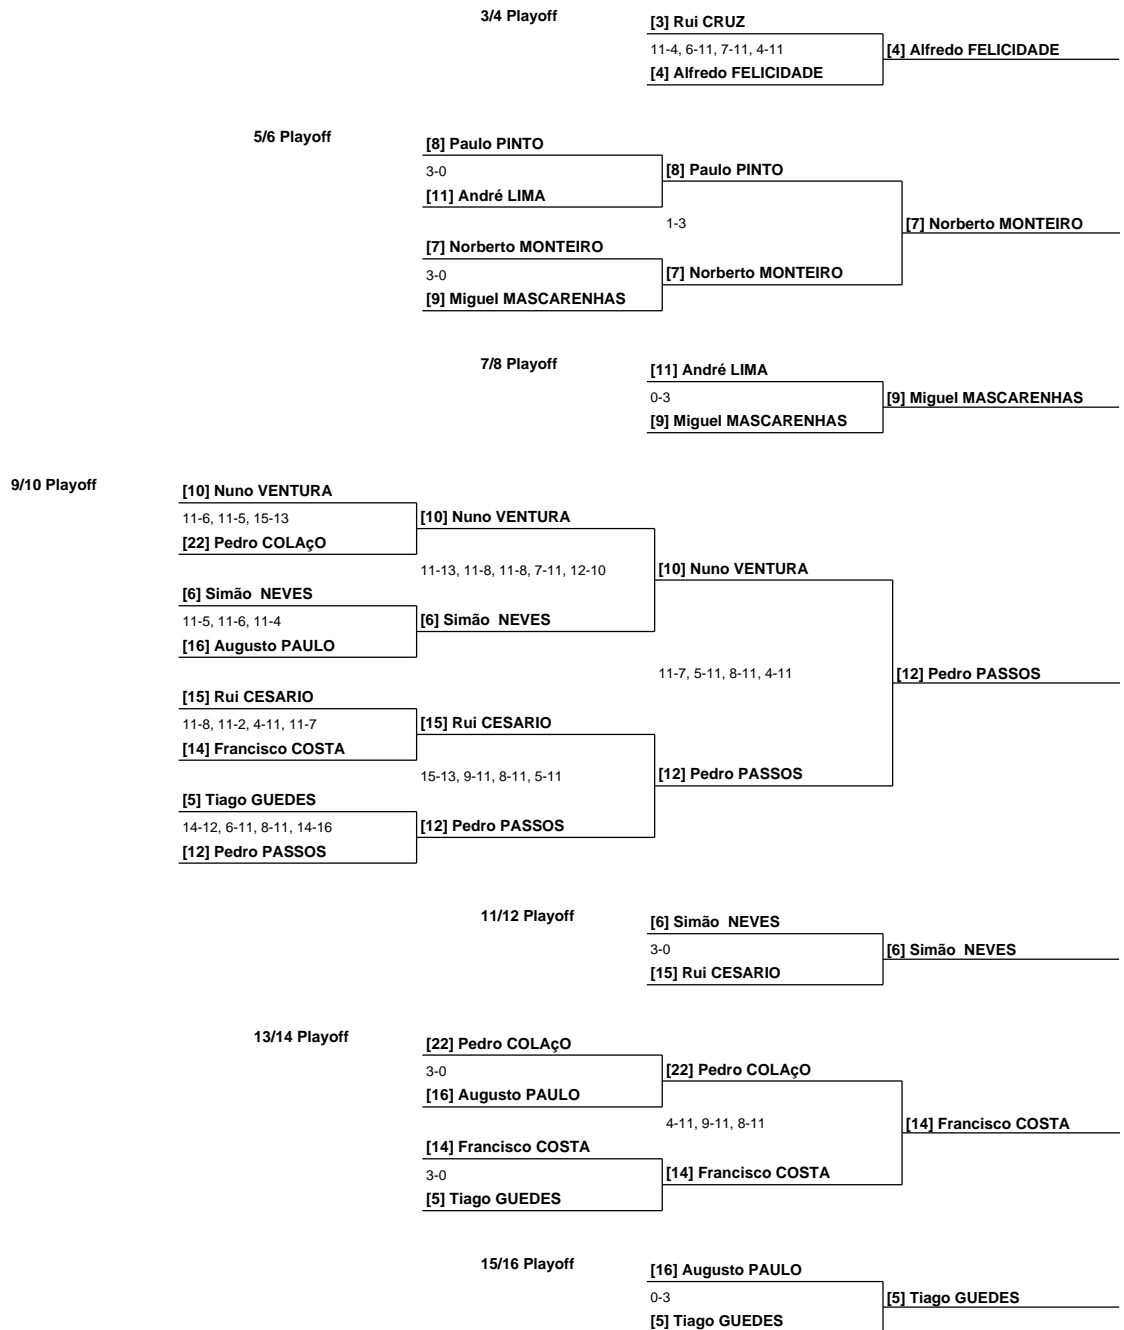 3/4 Playoff
[3] Rui CRUZ
11-4, 6-11, 7-11, 4-11
[4] Alfredo FELICIDADE
[4] Alfredo FELICIDADE
5/6 Playoff
[8] Paulo PINTO
3-0
[8] Paulo PINTO
[11] André LIMA
1-3
[7] Norberto MONTEIRO
[7] Norberto MONTEIRO
3-0
[7] Norberto MONTEIRO
[9] Miguel MASCARENHAS
7/8 Playoff
[11] André LIMA
0-3
[9] Miguel MASCARENHAS
[9] Miguel MASCARENHAS
9/10 Playoff
[10] Nuno VENTURA
11-6, 11-5, 15-13
[10] Nuno VENTURA
[22] Pedro COLAçO
11-13, 11-8, 11-8, 7-11, 12-10
[10] Nuno VENTURA
[6] Simão  NEVES
11-5, 11-6, 11-4
[6] Simão  NEVES
[16] Augusto PAULO
11-7, 5-11, 8-11, 4-11
[12] Pedro PASSOS
[15] Rui CESARIO
11-8, 11-2, 4-11, 11-7
[15] Rui CESARIO
[14] Francisco COSTA
15-13, 9-11, 8-11, 5-11
[12] Pedro PASSOS
[5] Tiago GUEDES
14-12, 6-11, 8-11, 14-16
[12] Pedro PASSOS
[12] Pedro PASSOS
11/12 Playoff
[6] Simão  NEVES
3-0
[6] Simão  NEVES
[15] Rui CESARIO
13/14 Playoff
[22] Pedro COLAçO
3-0
[22] Pedro COLAçO
[16] Augusto PAULO
4-11, 9-11, 8-11
[14] Francisco COSTA
[14] Francisco COSTA
3-0
[14] Francisco COSTA
[5] Tiago GUEDES
15/16 Playoff
[16] Augusto PAULO
0-3
[5] Tiago GUEDES
[5] Tiago GUEDES